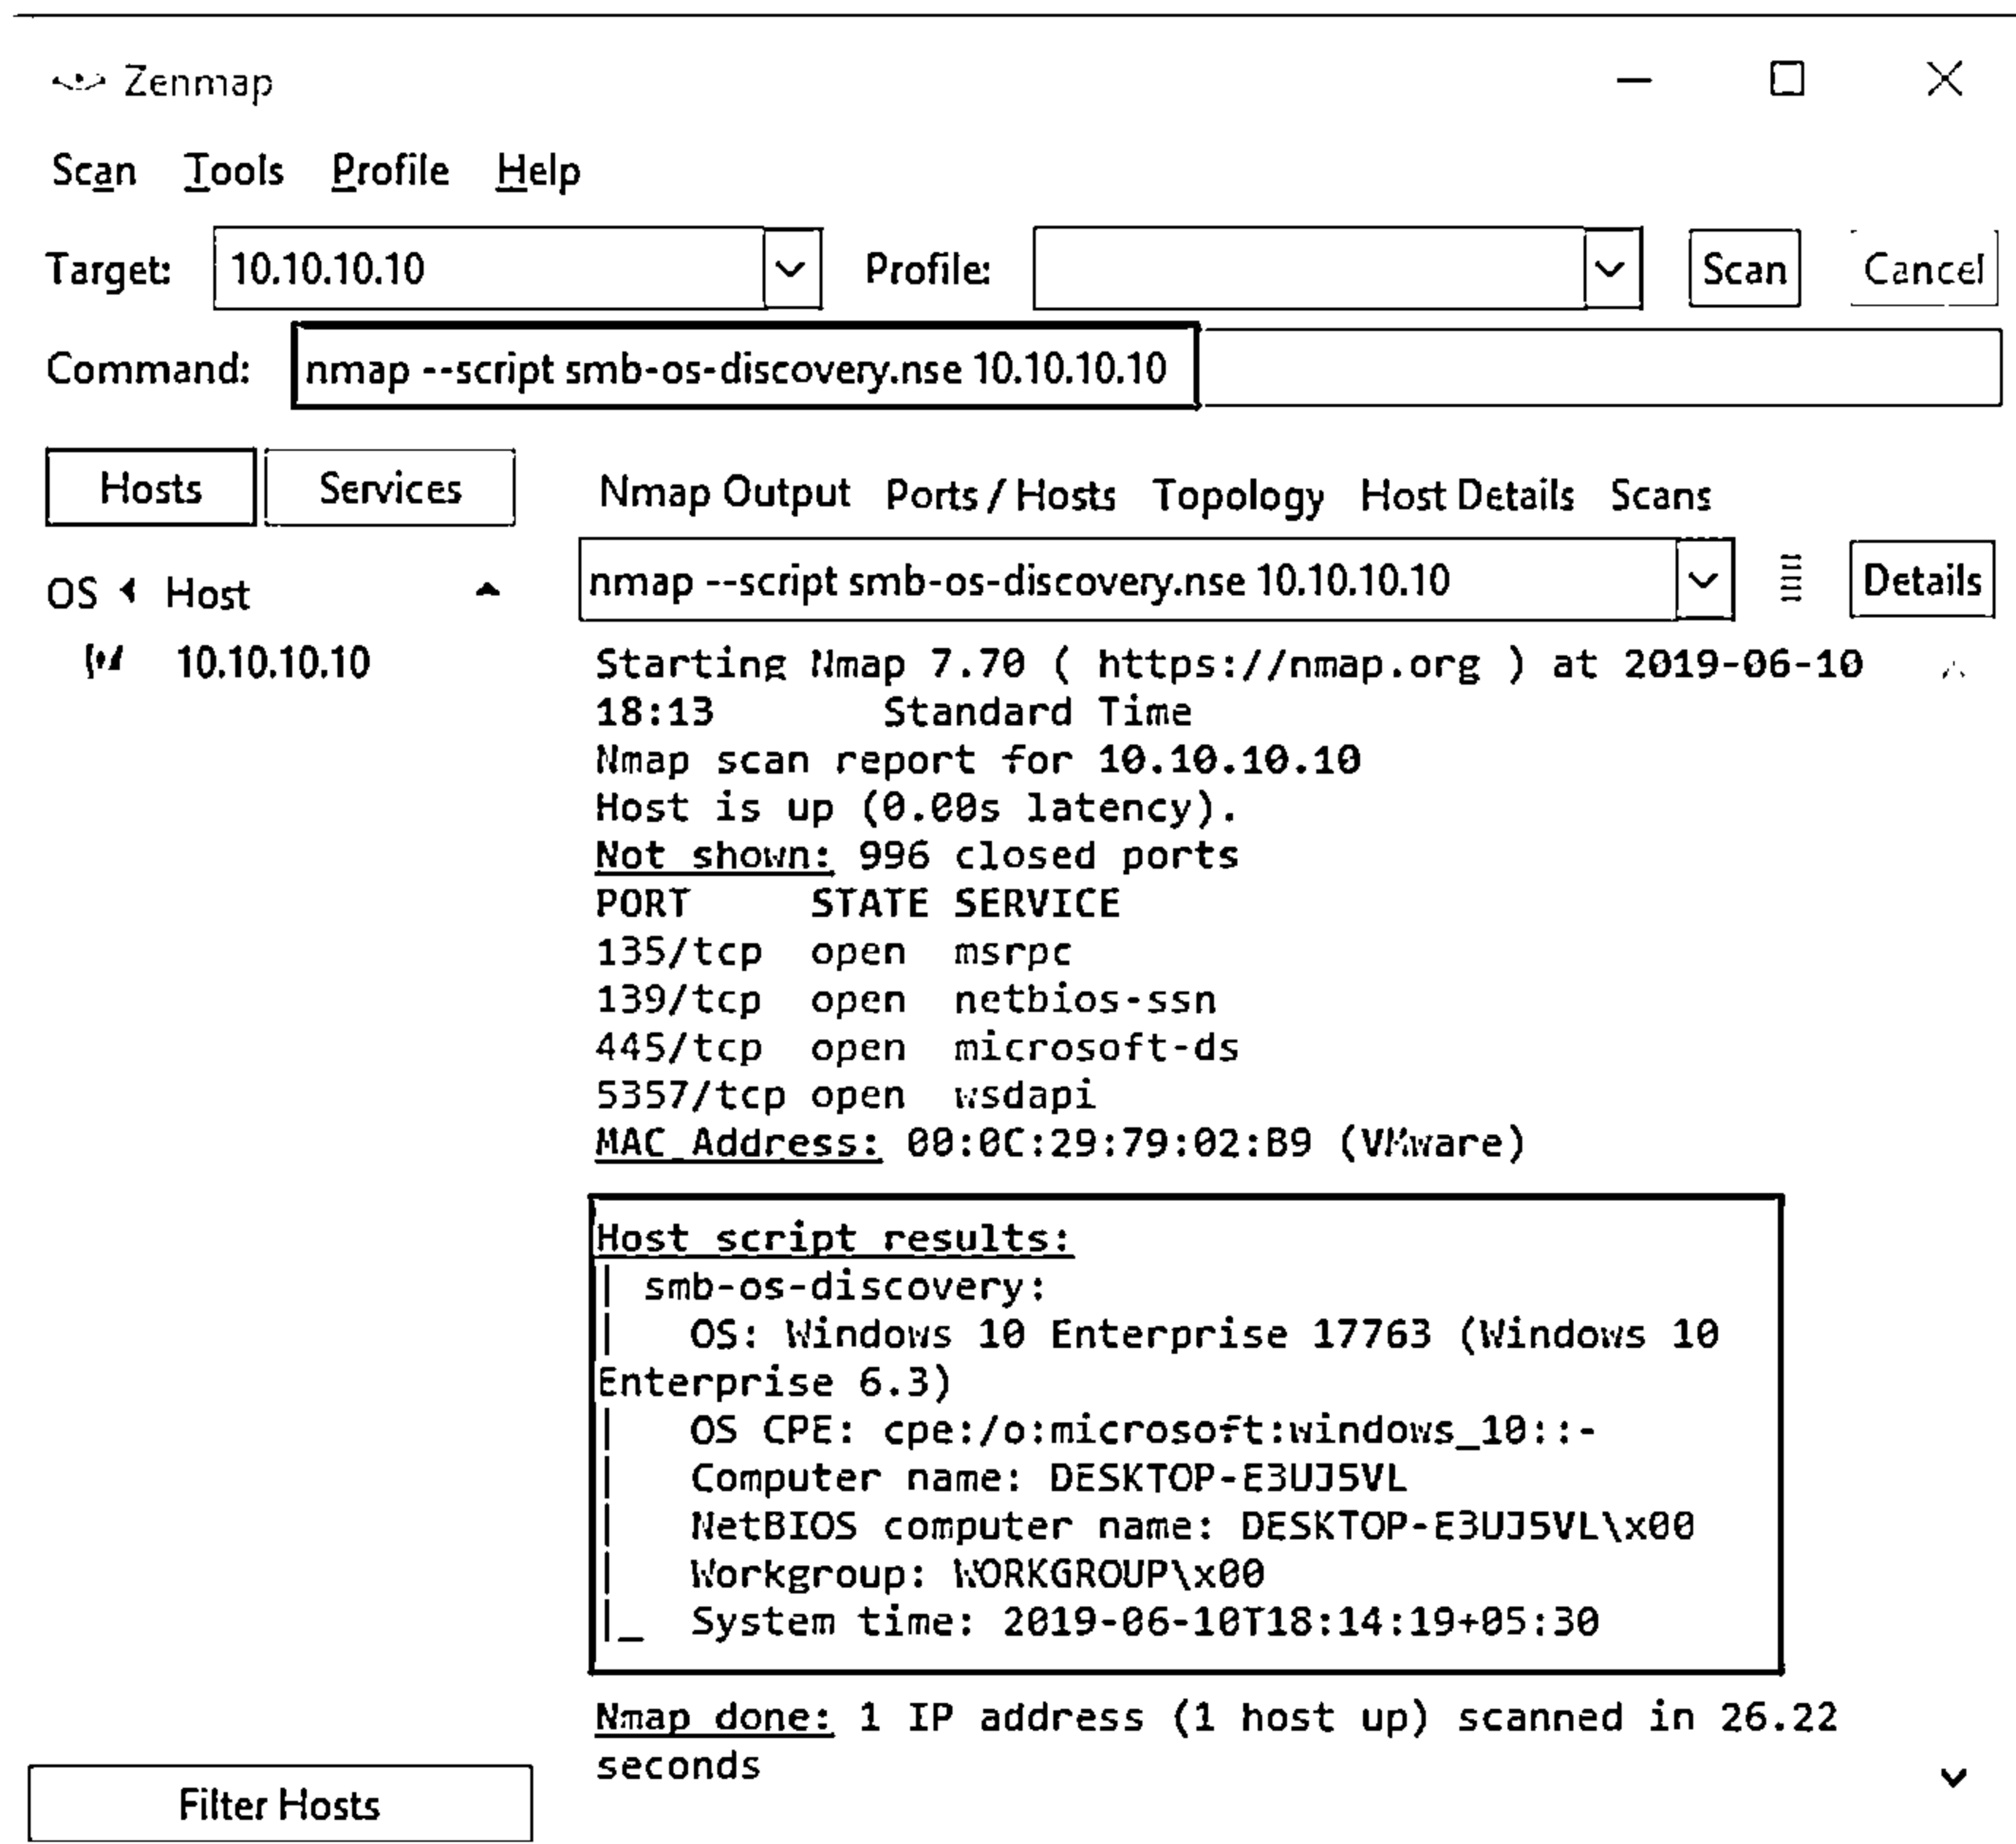 Zenmap
Scan Tools Profile Help
Target: 10.10.10.10 Profile: Scan Cancel
Command: nmap --script smb-os-discovery.nse 10.10.10.10
Hosts Services Nmap Output Ports / Hosts Topology Host Details Scans
OS Host nmap --script smb-os-discovery.nse 10.10.10.10 Details
10.10.10.10
Starting Nmap 7.70 ( https://nmap.org ) at 2019-06-10
18:13 Standard Time
Nmap scan report for 10.10.10.10
Host is up (0.00s latency).
Not shown: 996 closed ports
PORT STATE SERVICE
135/tcp open msrpc
139/tcp open netbios-ssn
445/tcp open microsoft-ds
5357/tcp open wsdapi
MAC Address: 00:0C:29:79:02:B9 (VMware)
Host script results:
| smb-os-discovery:
| OS: Windows 10 Enterprise 17763 (Windows 10
Enterprise 6.3)
| OS CPE: cpe:/o:microsoft:windows_10::-
| Computer name: DESKTOP-E3UJ5VL
| NetBIOS computer name: DESKTOP-E3UJ5VL\x00
| Workgroup: WORKGROUP\x00
|_ System time: 2019-06-10T18:14:19+05:30
Nmap done: 1 IP address (1 host up) scanned in 26.22
seconds
Filter Hosts